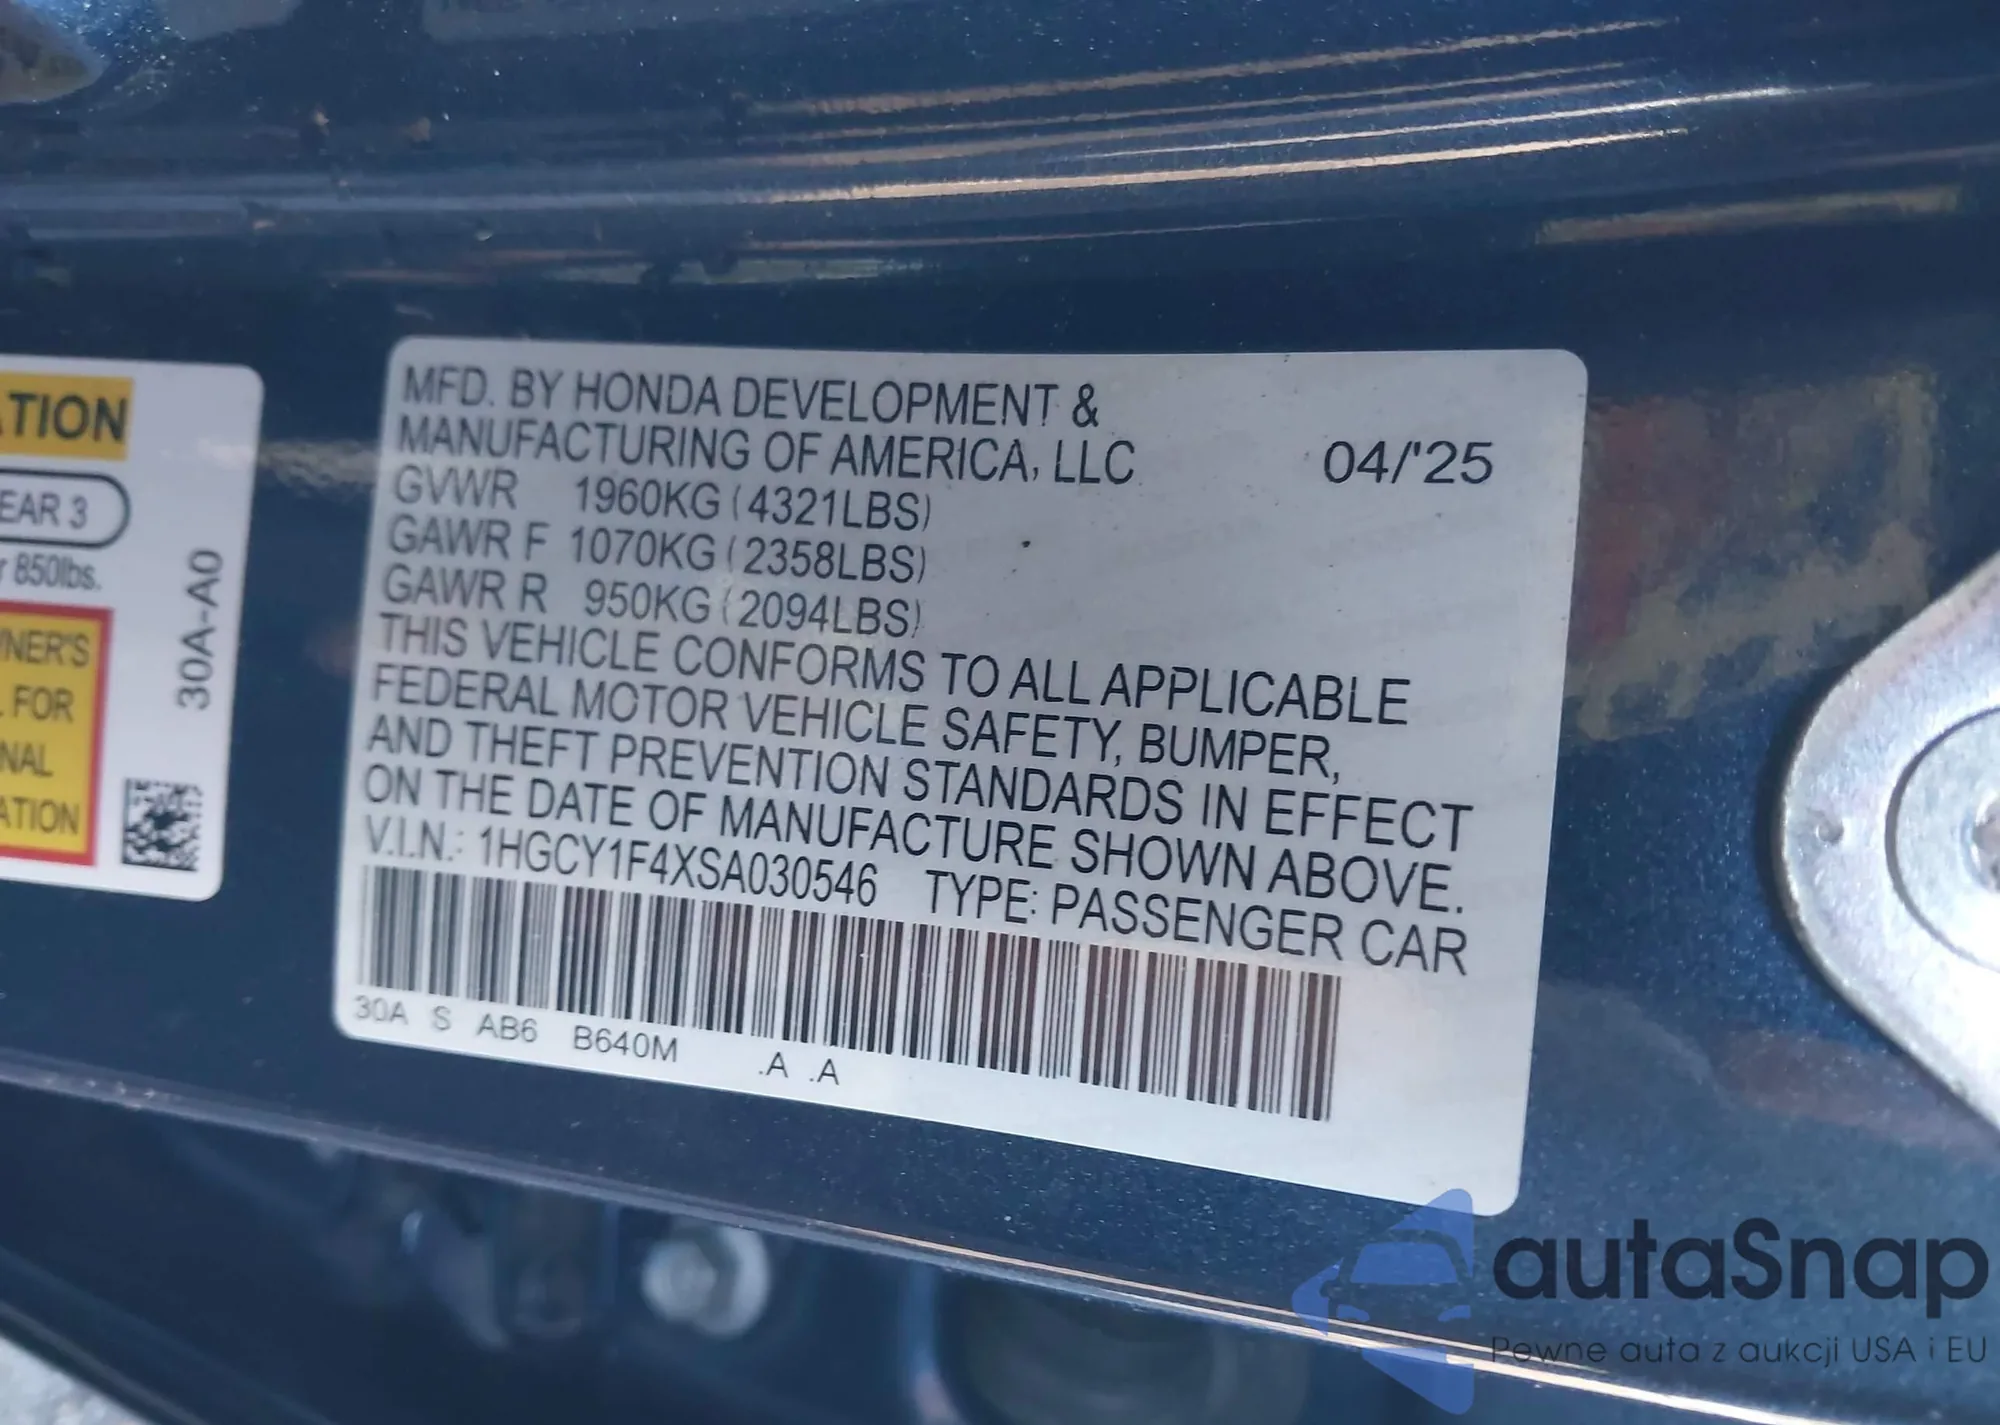 ATION
EAR 3
r 850lbs.
NER'S
L FOR
NAL
ATION
30A-A0
MFD. BY HONDA DEVELOPMENT &
MANUFACTURING OF AMERICA, LLC 04/'25
GVWR 1960KG (4321LBS)
GAWR F 1070KG (2358LBS)
GAWR R 950KG (2094LBS)
THIS VEHICLE CONFORMS TO ALL APPLICABLE
FEDERAL MOTOR VEHICLE SAFETY, BUMPER,
AND THEFT PREVENTION STANDARDS IN EFFECT
ON THE DATE OF MANUFACTURE SHOWN ABOVE.
V.I.N.: 1HGCY1F4XSA030546 TYPE: PASSENGER CAR
30A S AB6 B640M .A .A
autaSnap
Pewne auta z aukcji USA i EU